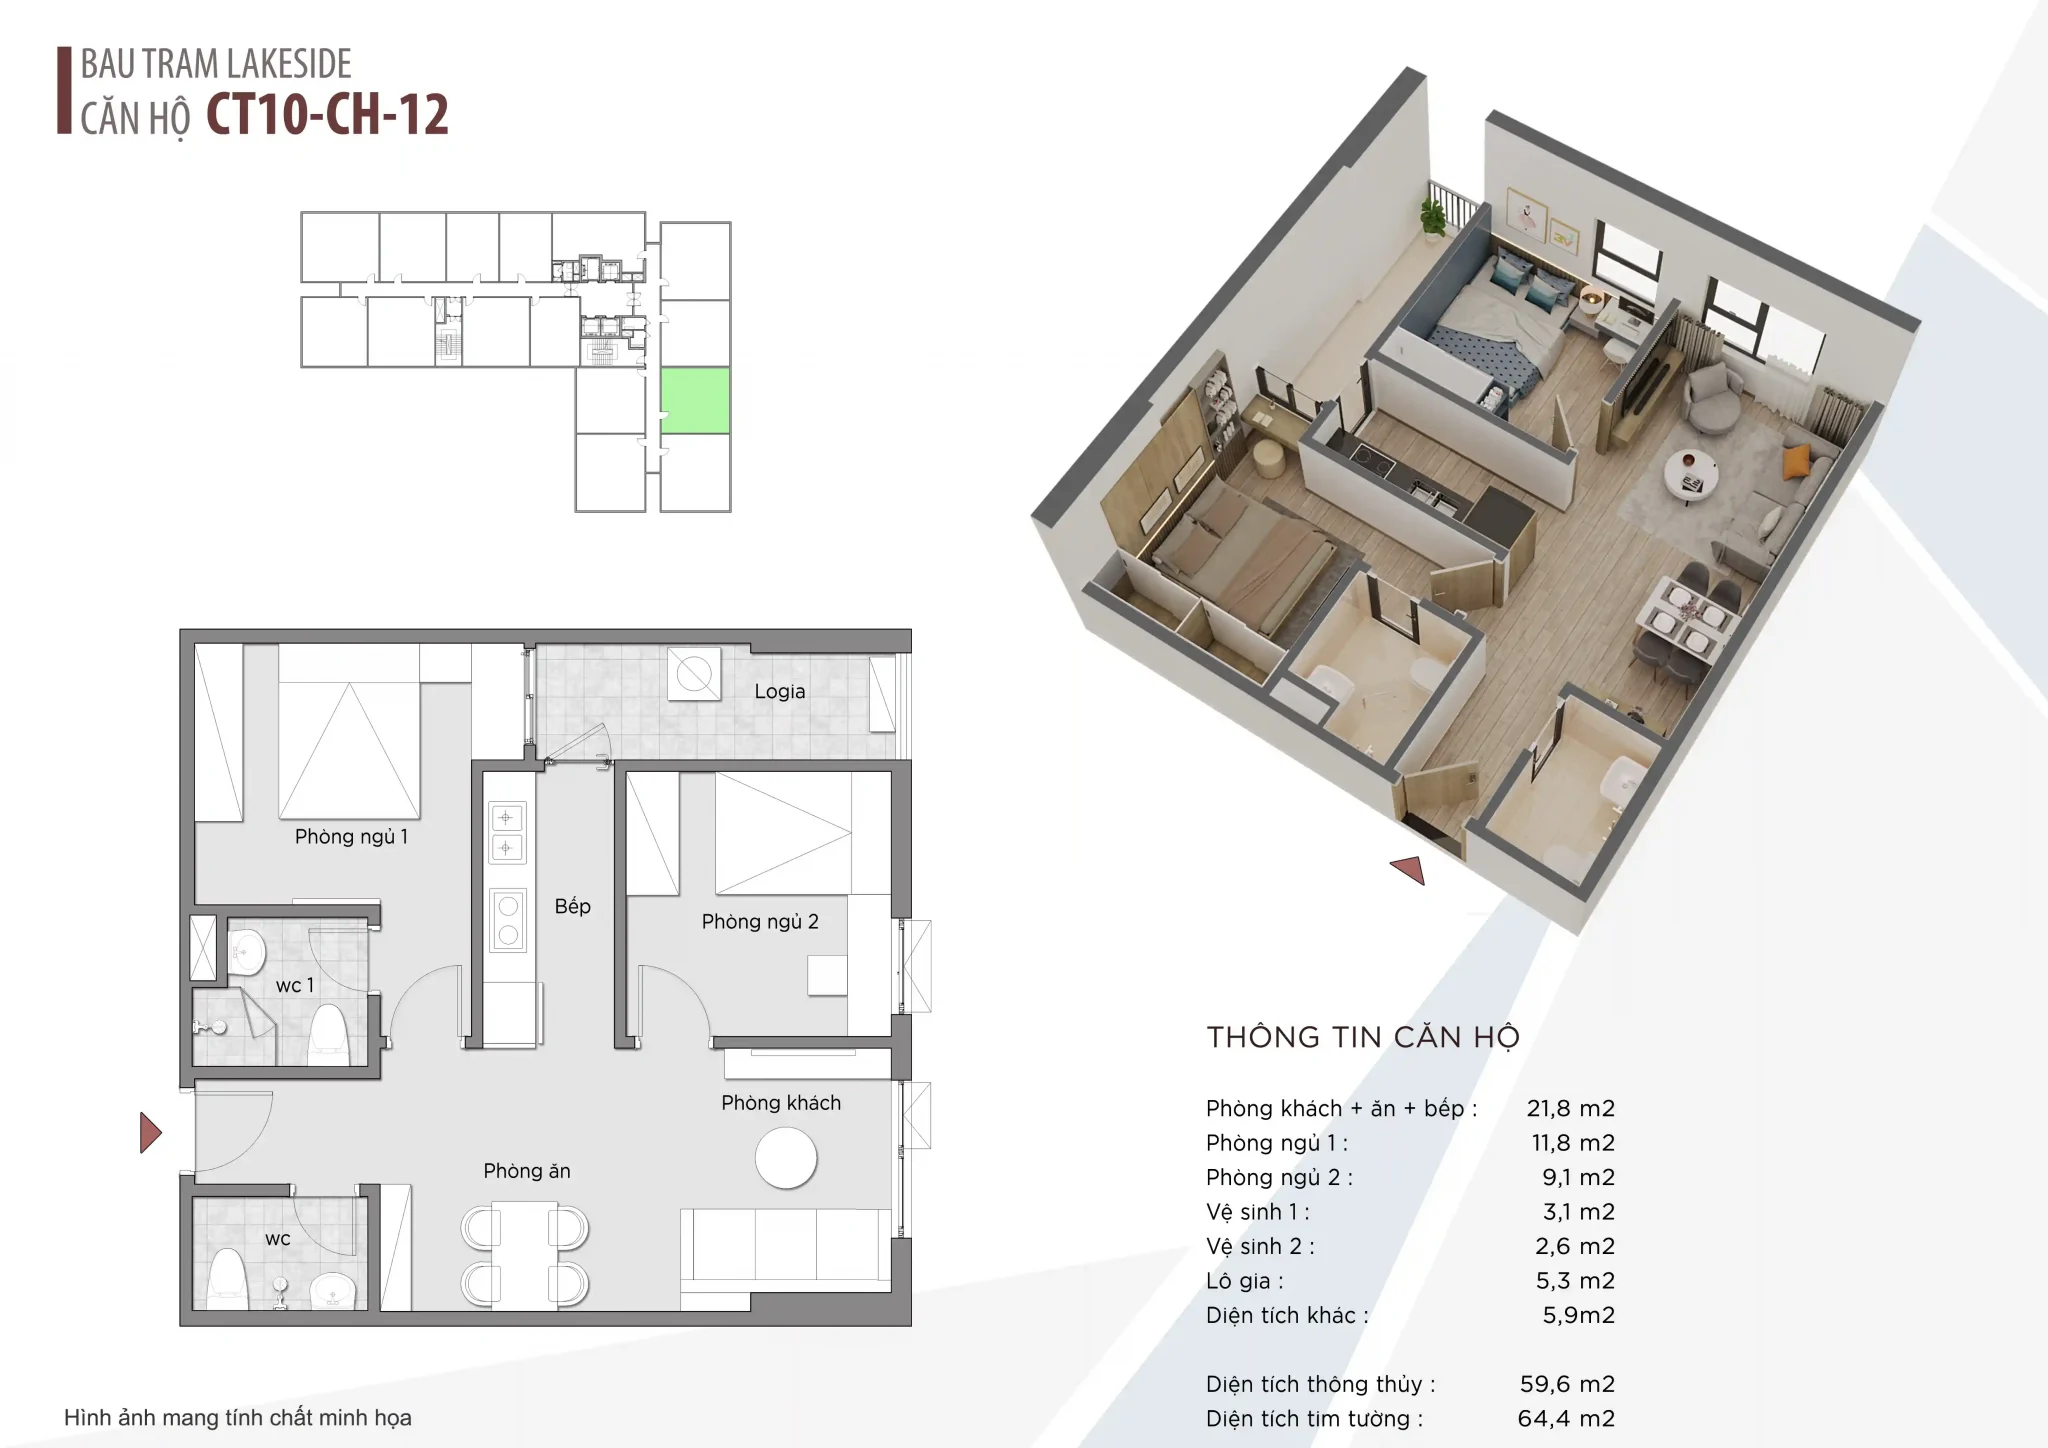 BAU TRAM LAKESIDE
CĂN HỘ CT10-CH-12
Logia
Phòng ngủ 1
Bếp
Phòng ngủ 2
wc 1
Phòng khách
Phòng ăn
wc
Hình ảnh mang tính chất minh họa
THÔNG TIN CĂN HỘ
Phòng khách + ăn + bếp : 21,8 m2
Phòng ngủ 1 : 11,8 m2
Phòng ngủ 2 : 9,1 m2
Vệ sinh 1 : 3,1 m2
Vệ sinh 2 : 2,6 m2
Lô gia : 5,3 m2
Diện tích khác : 5,9m2
Diện tích thông thủy : 59,6 m2
Diện tích tim tường : 64,4 m2